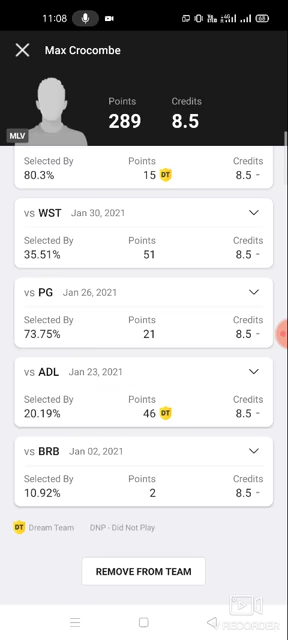 11:08
60
Max Crocombe
Points Credits
289 8.5
MLV
Selected By Points Credits
80.3% 15 DT 8.5 -
vs WST Jan 30, 2021
Selected By Points Credits
35.51% 51 8.5 -
vs PG Jan 26, 2021
Selected By Points Credits
73.75% 21 8.5 -
vs ADL Jan 23, 2021
Selected By Points Credits
20.19% 46 DT 8.5 -
vs BRB Jan 02, 2021
Selected By Points Credits
10.92% 2 8.5 -
DT Dream Team DNP - Did Not Play
REMOVE FROM TEAM
RECORDER